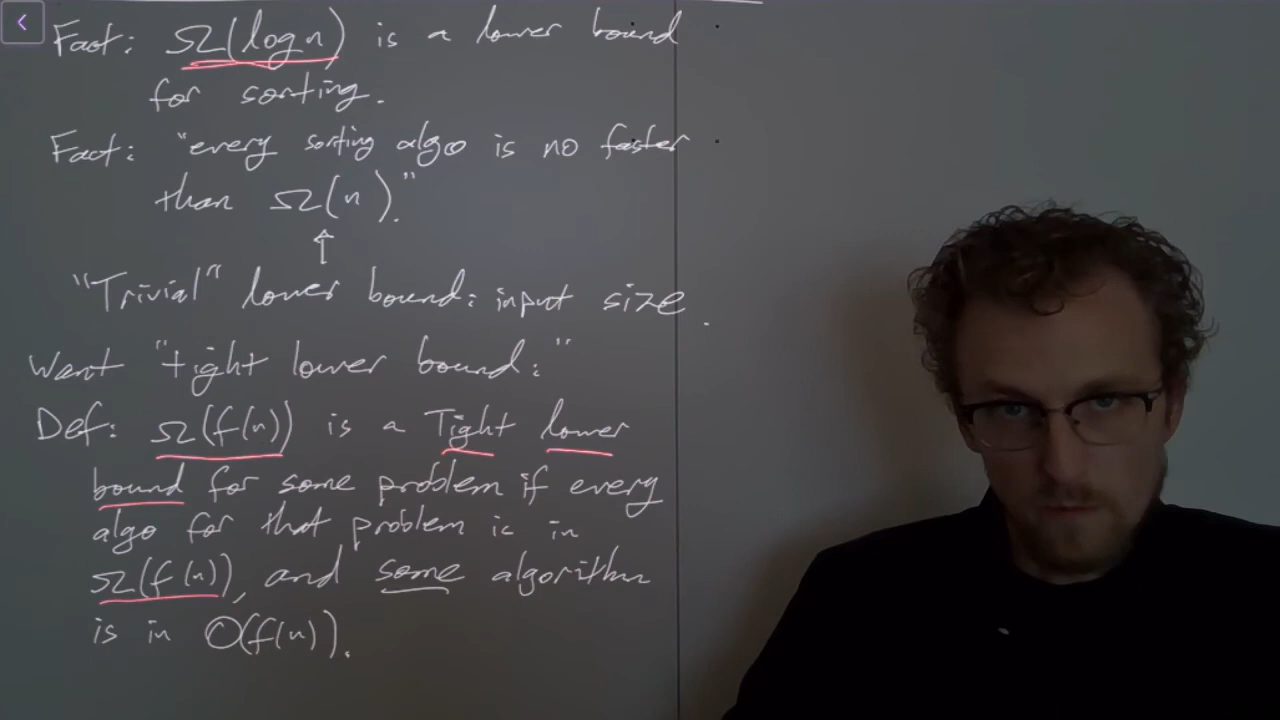 Fact: Ω(log n) is a lower bound
for sorting.
Fact: "every sorting algo is no faster
than Ω(n)."
"Trivial" lower bound: input size.
Want "tight lower bound:"
Def: Ω(f(n)) is a Tight lower
bound for some problem if every
algo for that problem is in
Ω(f(n)), and some algorithm
is in O(f(n)).